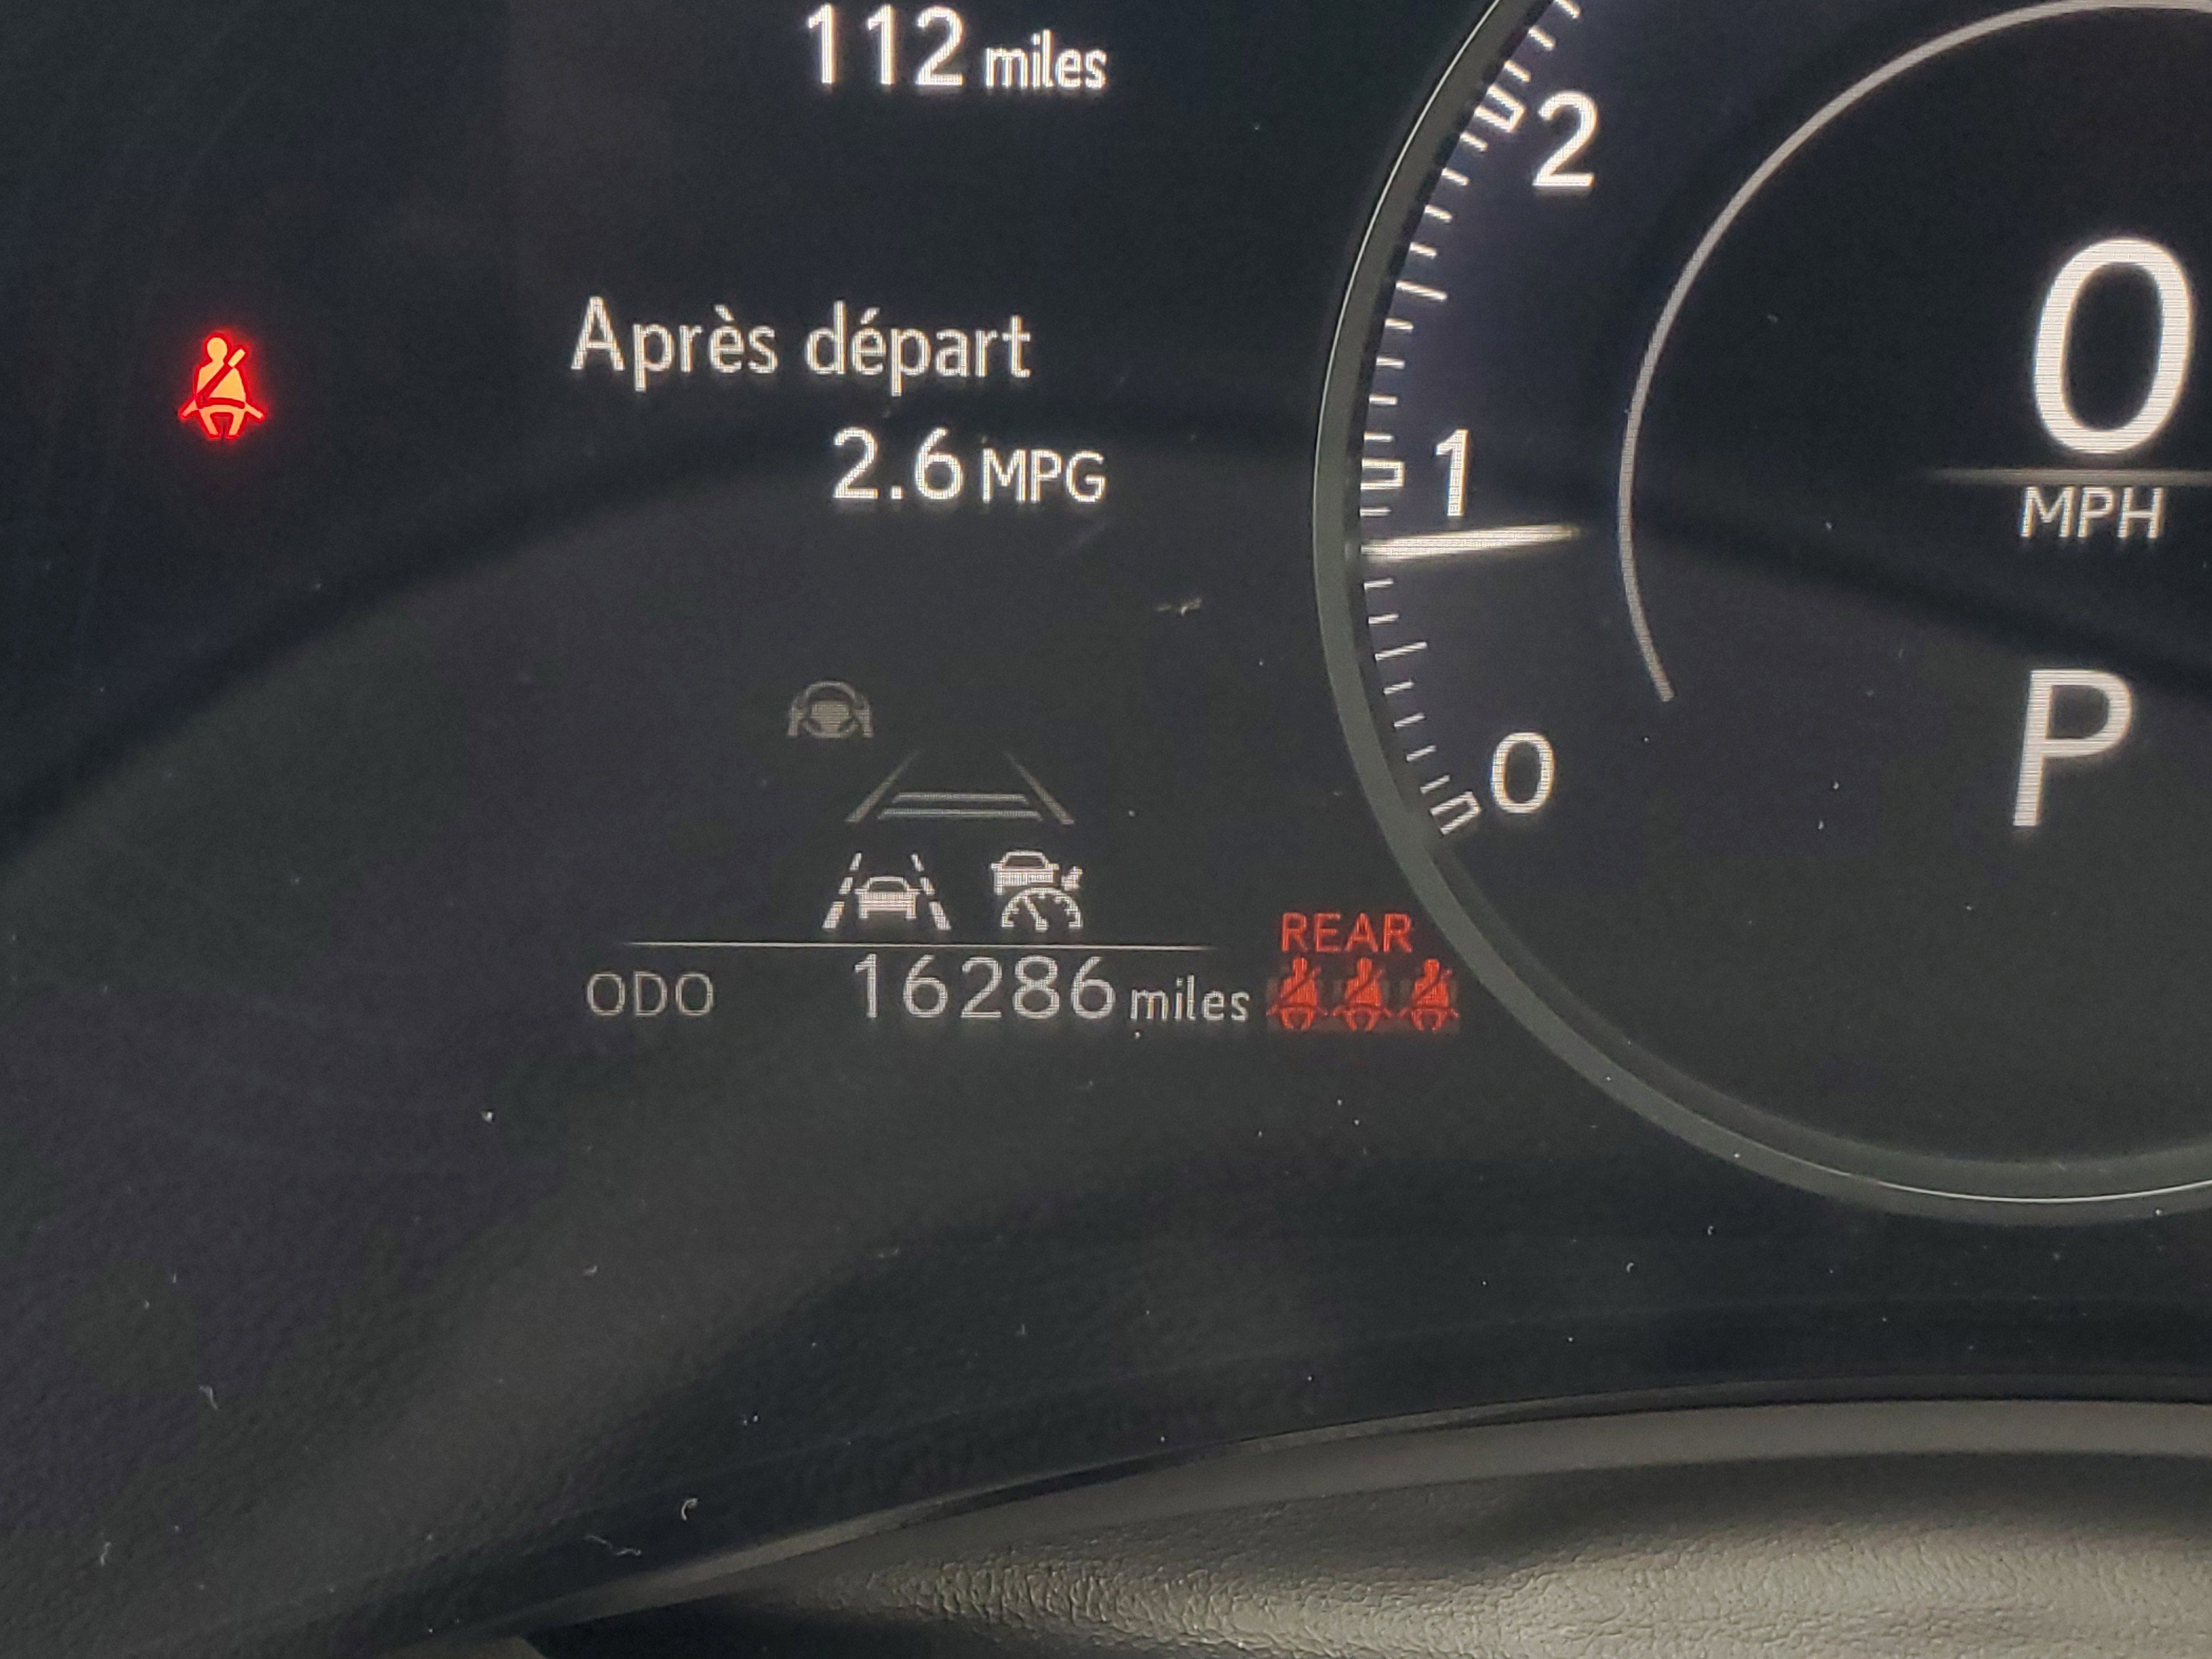 112 miles
2
Après départ
0
2.6 MPG
1
MPH
P
0
REAR
ODO 16286 miles